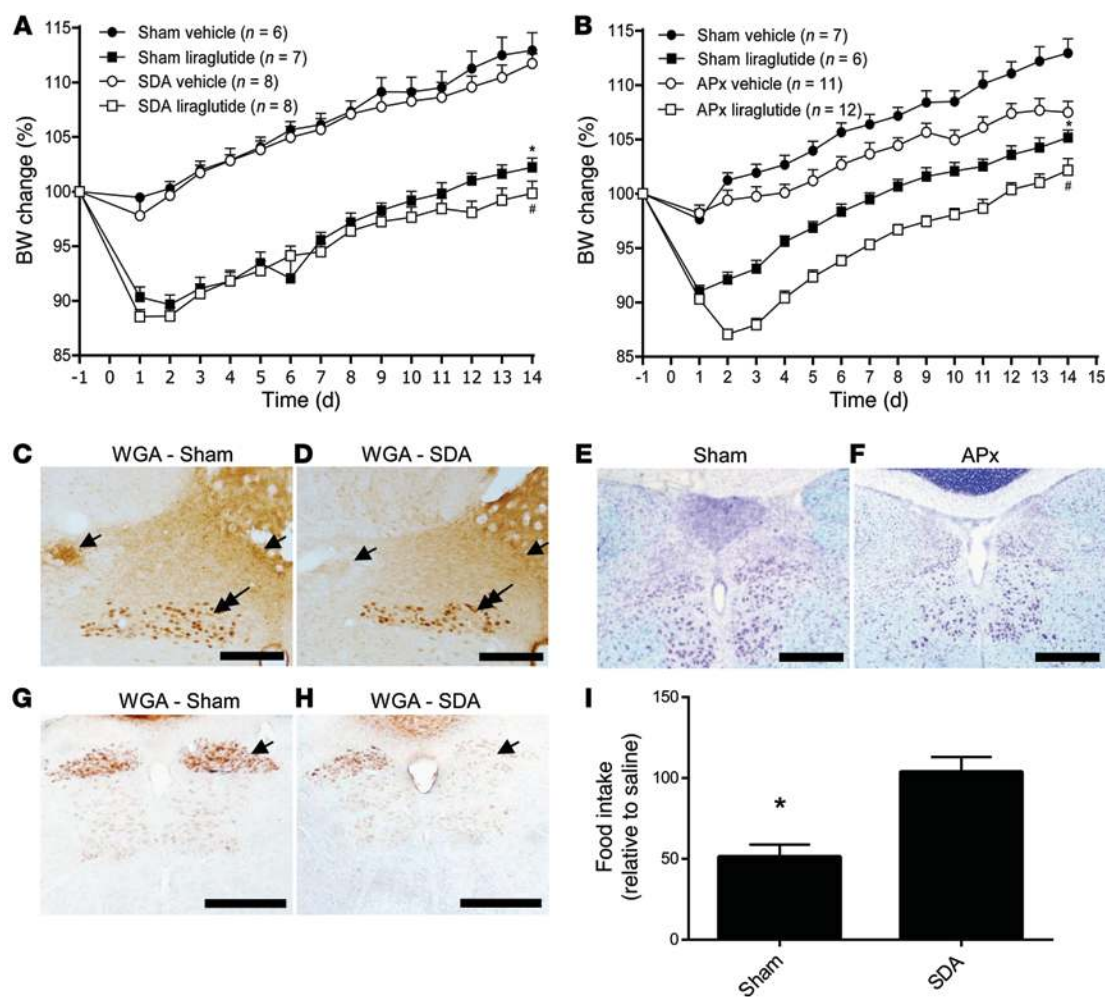 A
Sham vehicle (n = 6)
Sham liraglutide (n = 7)
SDA vehicle (n = 8)
SDA liraglutide (n = 8)
BW change (%)
115
110
105
100
95
90
85
*
#
-1 0 1 2 3 4 5 6 7 8 9 10 11 12 13 14
Time (d)
B
Sham vehicle (n = 7)
Sham liraglutide (n = 6)
APx vehicle (n = 11)
APx liraglutide (n = 12)
BW change (%)
115
110
105
100
95
90
85
*
#
-1 0 1 2 3 4 5 6 7 8 9 10 11 12 13 14 15
Time (d)
C
WGA - Sham
D
WGA - SDA
E
Sham
F
APx
G
WGA - Sham
H
WGA - SDA
I
Food intake
(relative to saline)
150
100
50
0
*
Sham
SDA